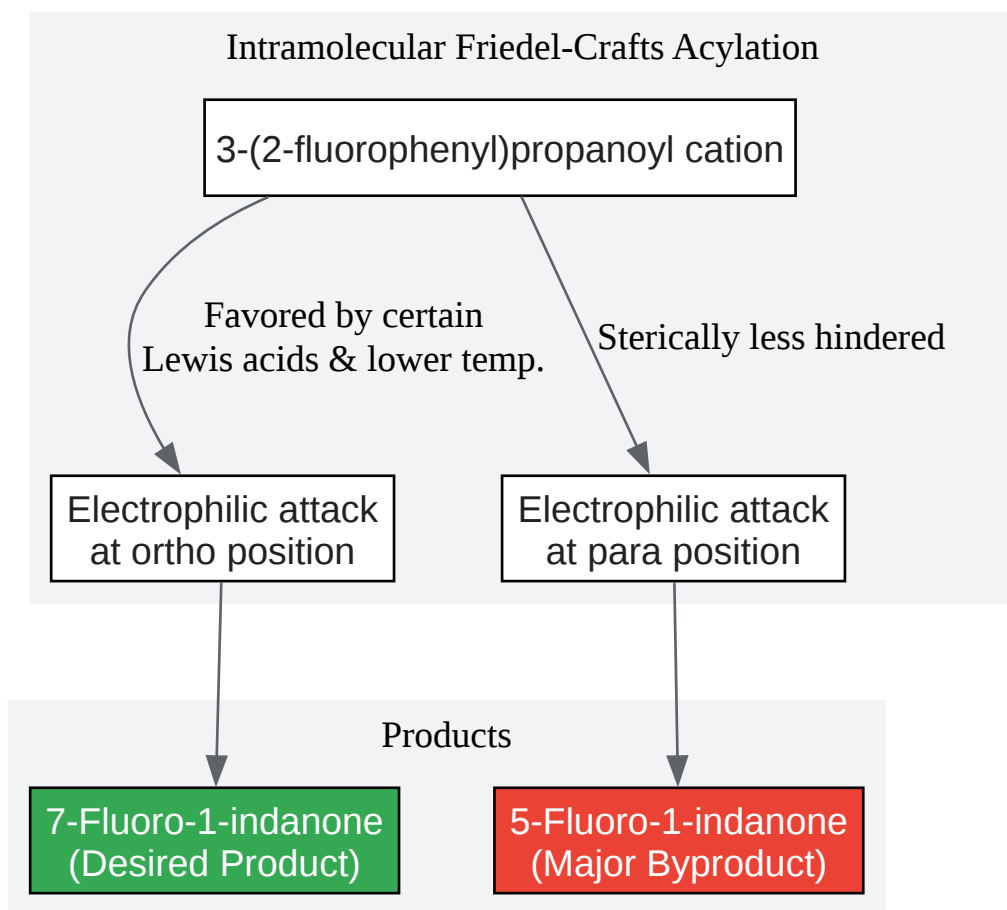 Intramolecular Friedel-Crafts Acylation
3-(2-fluorophenyl)propanoyl cation
Favored by certain
Lewis acids & lower temp.
Sterically less hindered
Electrophilic attack
at ortho position
Electrophilic attack
at para position
Products
7-Fluoro-1-indanone
(Desired Product)
5-Fluoro-1-indanone
(Major Byproduct)